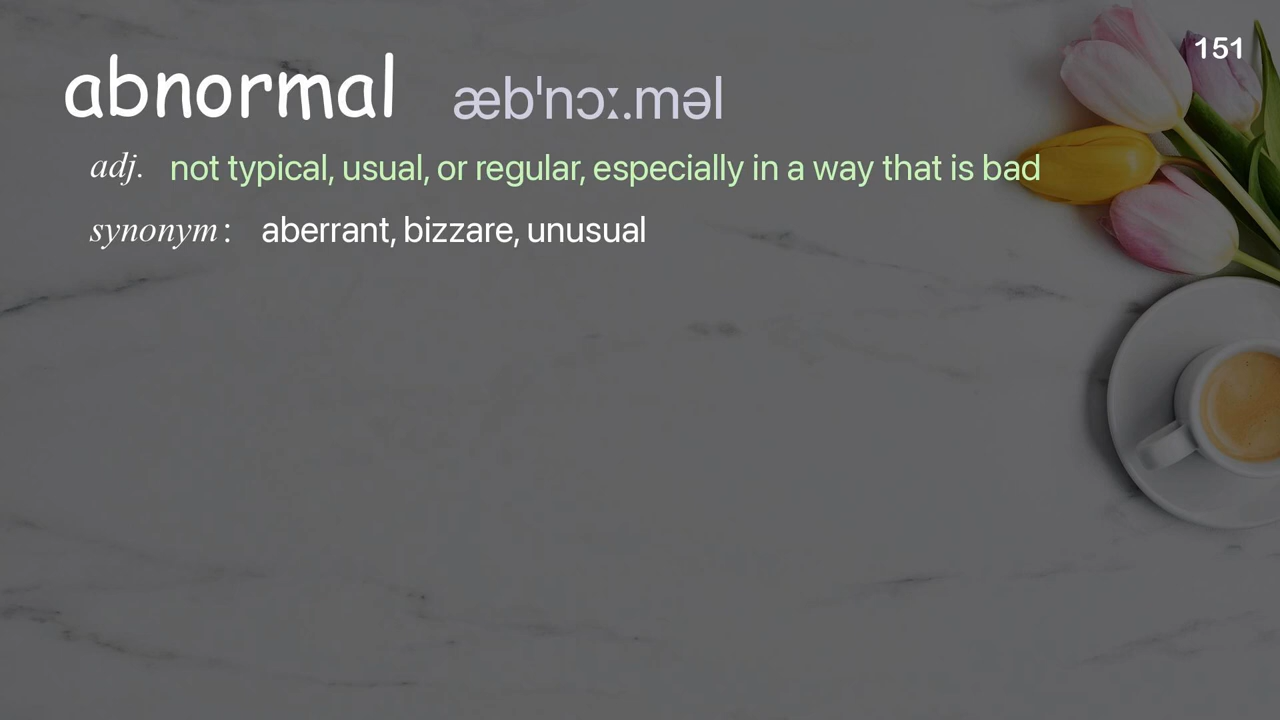 151
abnormal æbˈnɔː.məl
adj. not typical, usual, or regular, especially in a way that is bad
synonym: aberrant, bizzare, unusual